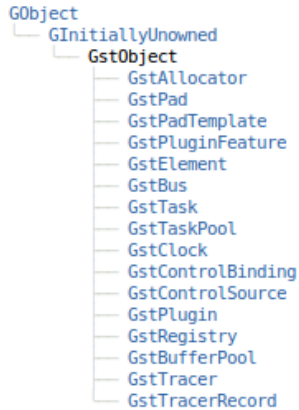 GObject
GInitiallyUnowned
GstObject
GstAllocator
GstPad
GstPadTemplate
GstPluginFeature
GstElement
GstBus
GstTask
GstTaskPool
GstClock
GstControlBinding
GstControlSource
GstPlugin
GstRegistry
GstBufferPool
GstTracer
GstTracerRecord